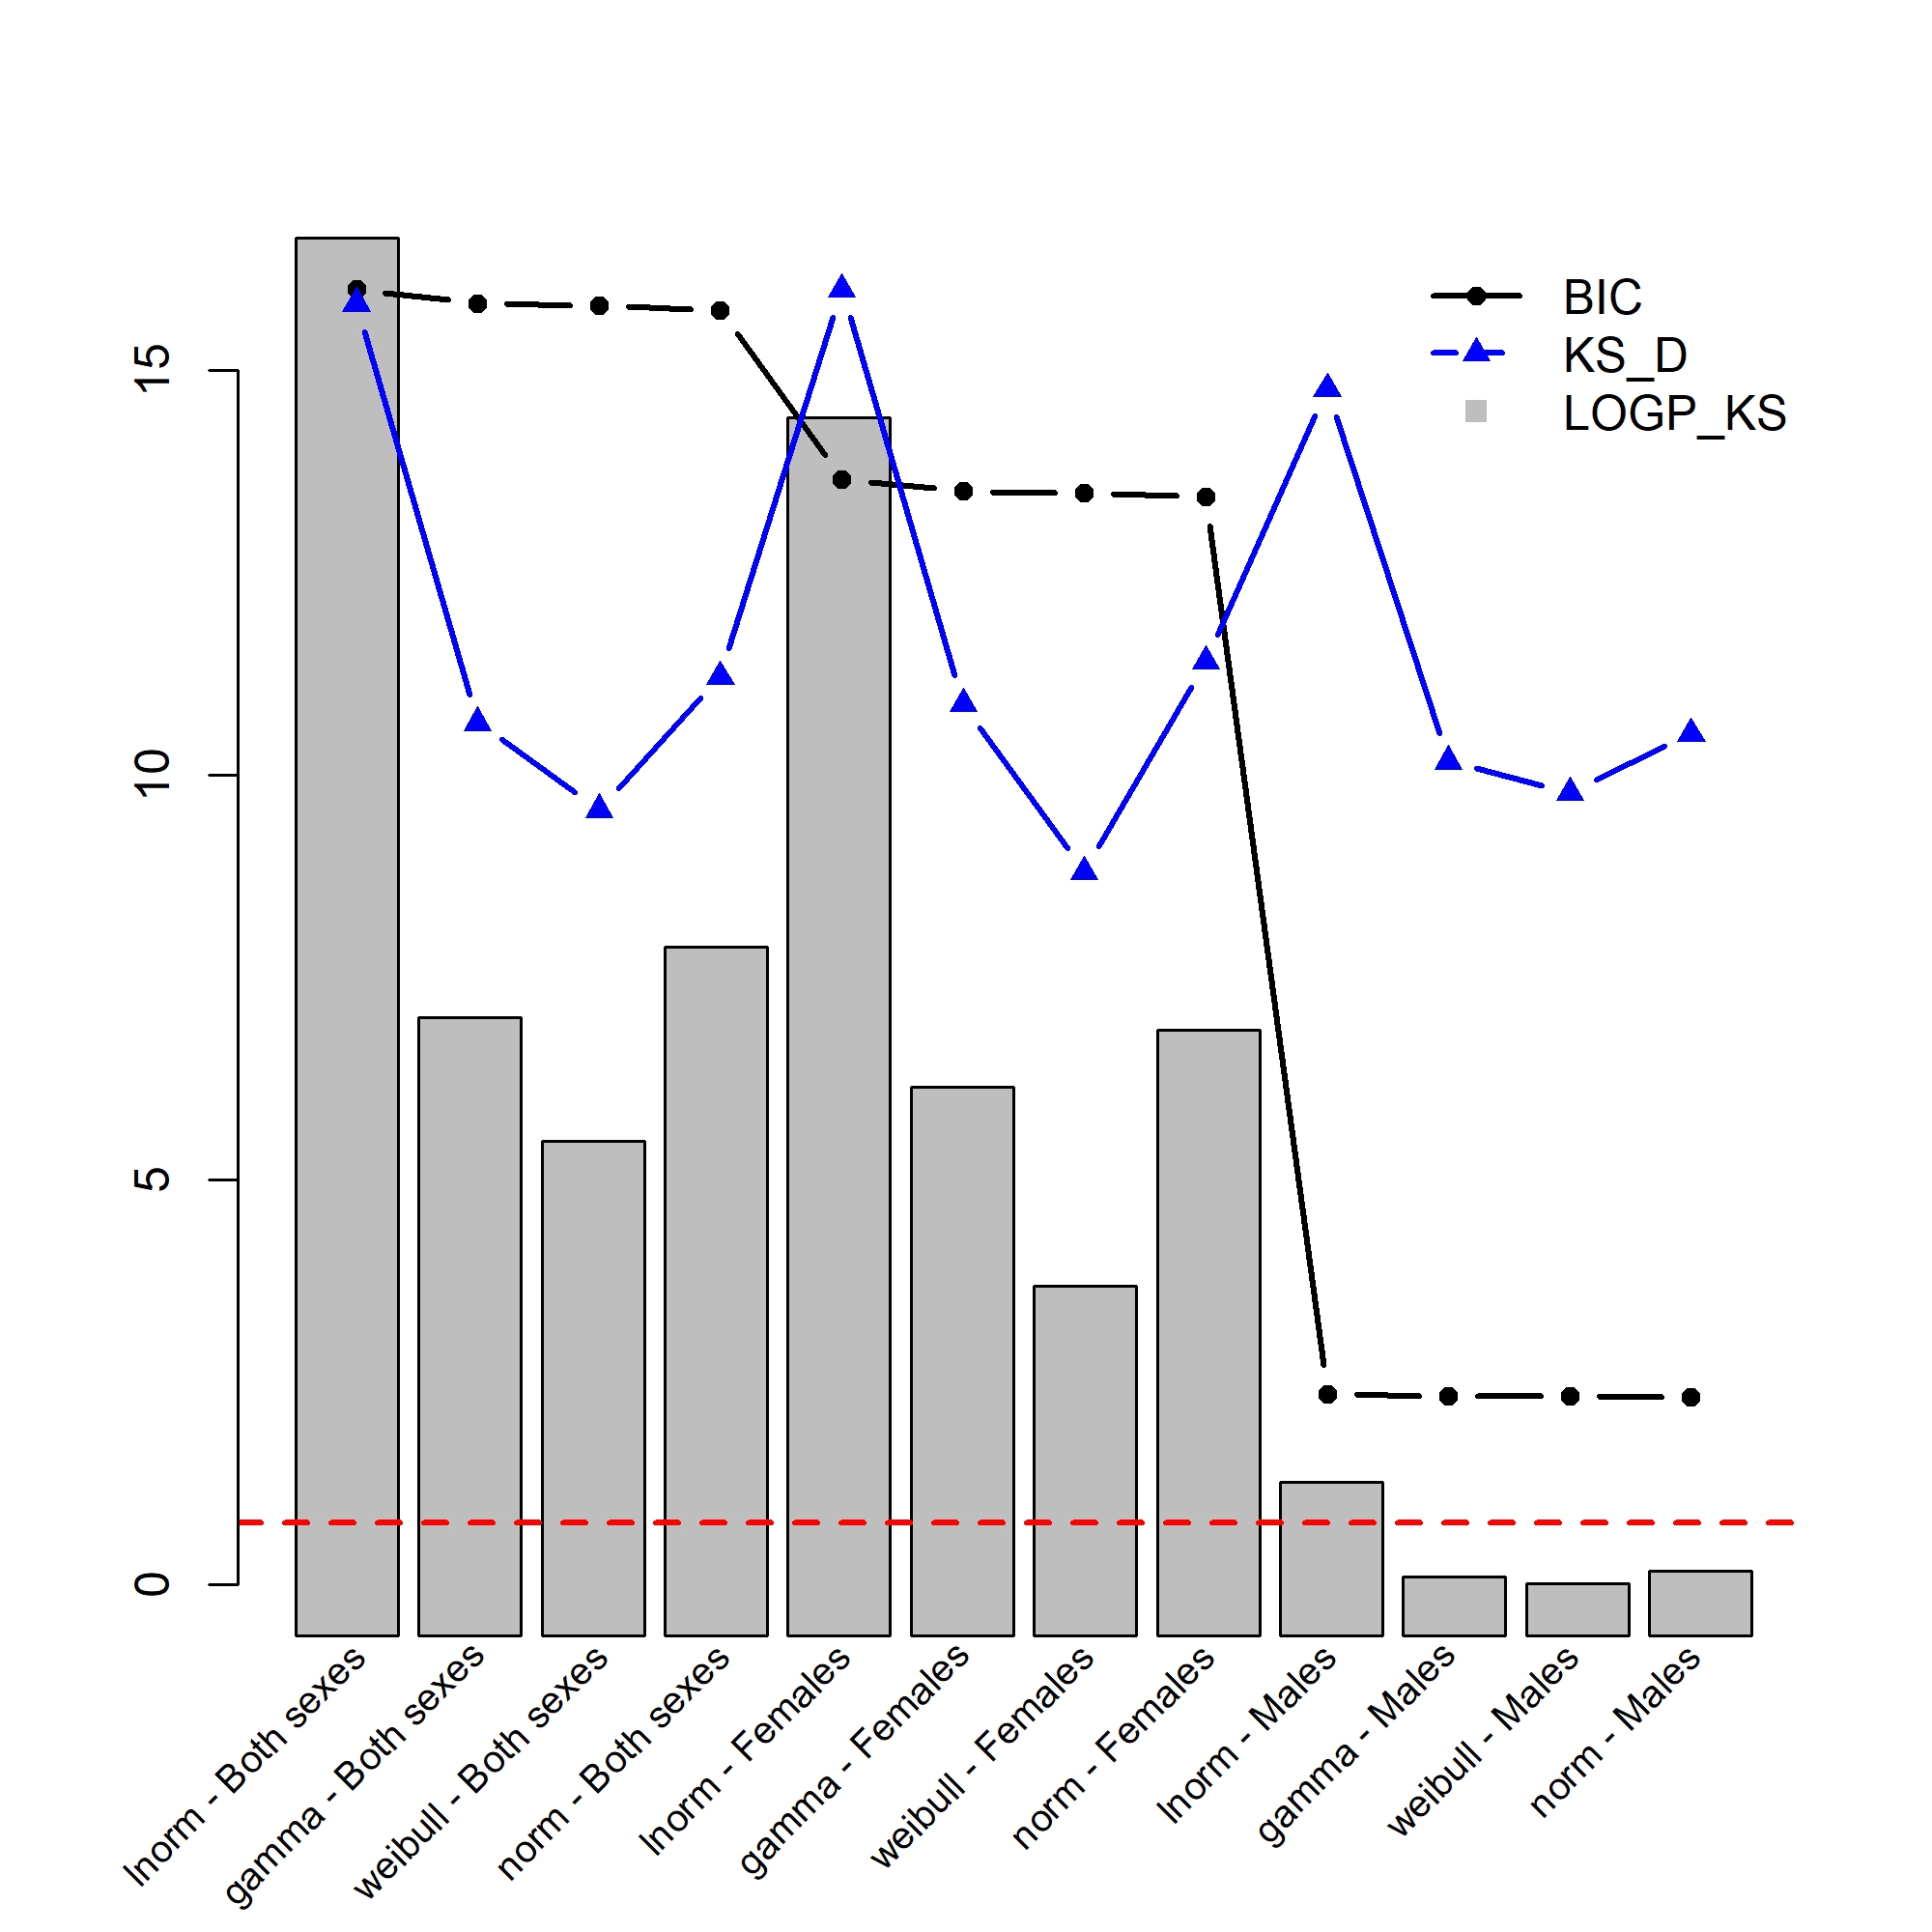 15
10
5
0
BIC
KS_D
LOGP_KS
lnorm - Both sexes
gamma - Both sexes
weibull - Both sexes
norm - Both sexes
lnorm - Females
gamma - Females
weibull - Females
norm - Females
lnorm - Males
gamma - Males
weibull - Males
norm - Males